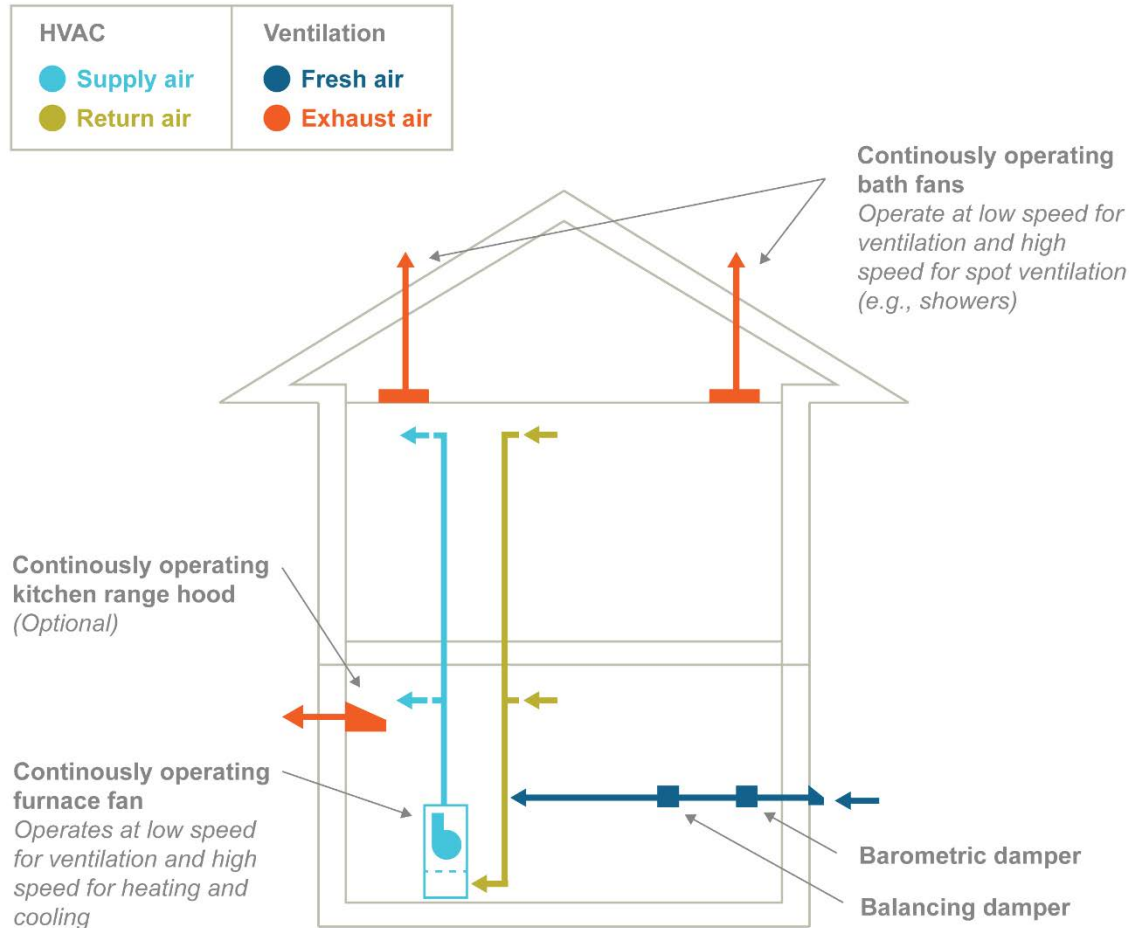 HVAC
Supply air
Return air
Ventilation
Fresh air
Exhaust air
Continously operating
bath fans
Operate at low speed for
ventilation and high
speed for spot ventilation
(e.g., showers)
Continously operating
kitchen range hood
(Optional)
Continously operating
furnace fan
Operates at low speed
for ventilation and high
speed for heating and
cooling
Barometric damper
Balancing damper